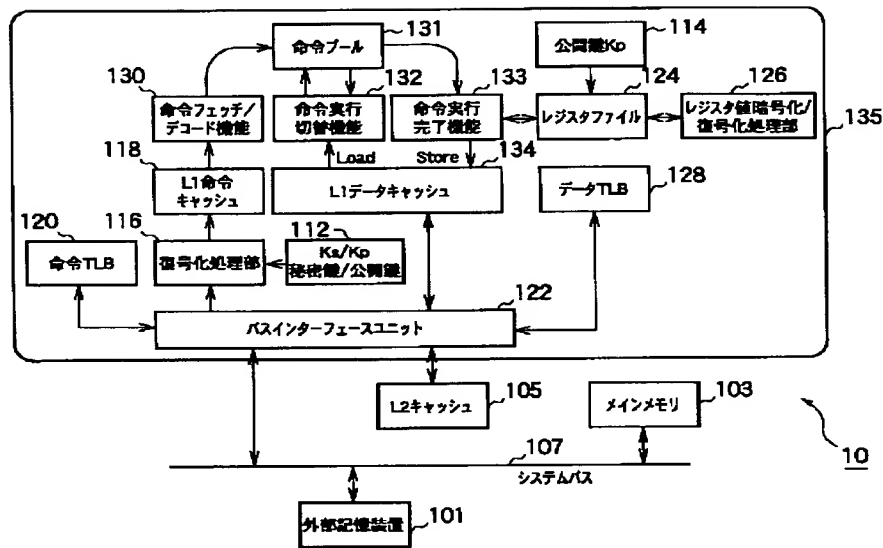 131
命令プール
114
公開鍵Kp
130
命令フェッチ/
デコード機能
132
命令実行
切替機能
133
命令実行
完了機能
124
レジスタファイル
126
レジスタ値暗号化/
復号化処理部
135
118
L1命令
キャッシュ
Load
Store
134
L1データキャッシュ
128
データTLB
120
命令TLB
116
復号化処理部
112
Ks/Kp
秘密鍵/公開鍵
122
バスインターフェースユニット
105
L2キャッシュ
103
メインメモリ
10
107
システムバス
外部記憶装置
101